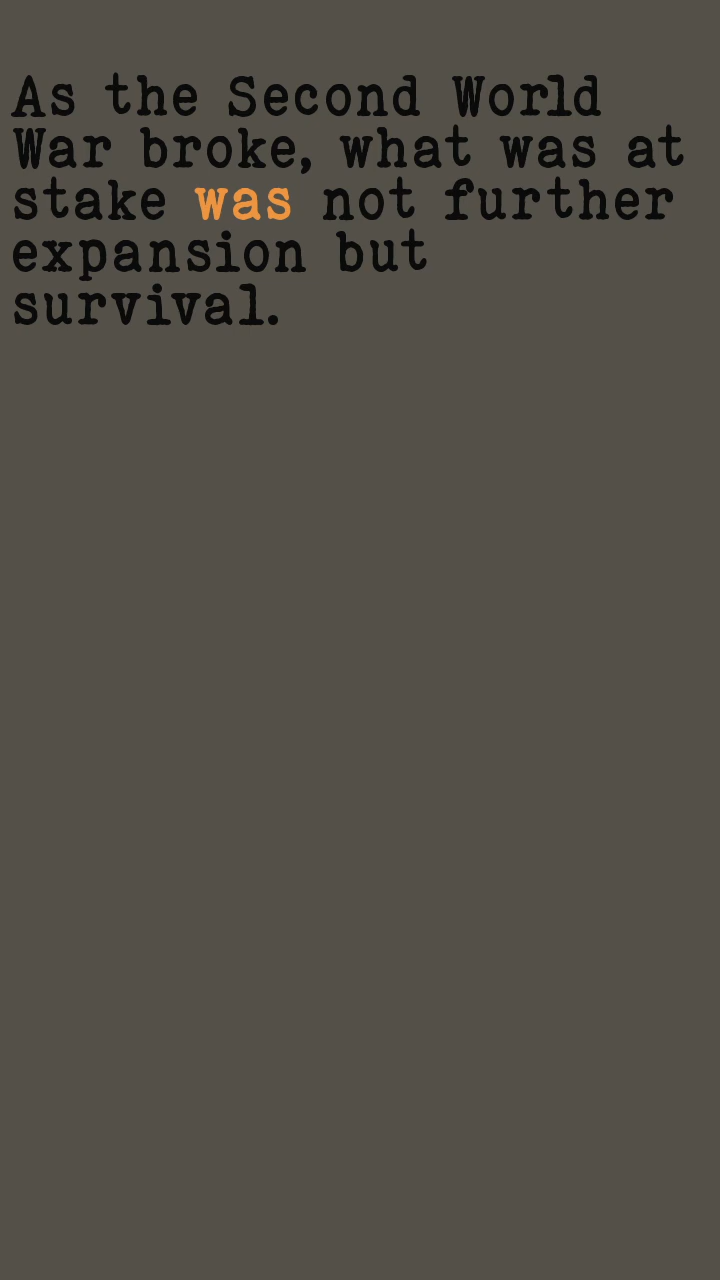 As the Second World
War broke, what was at
stake was not further
expansion but
survival.